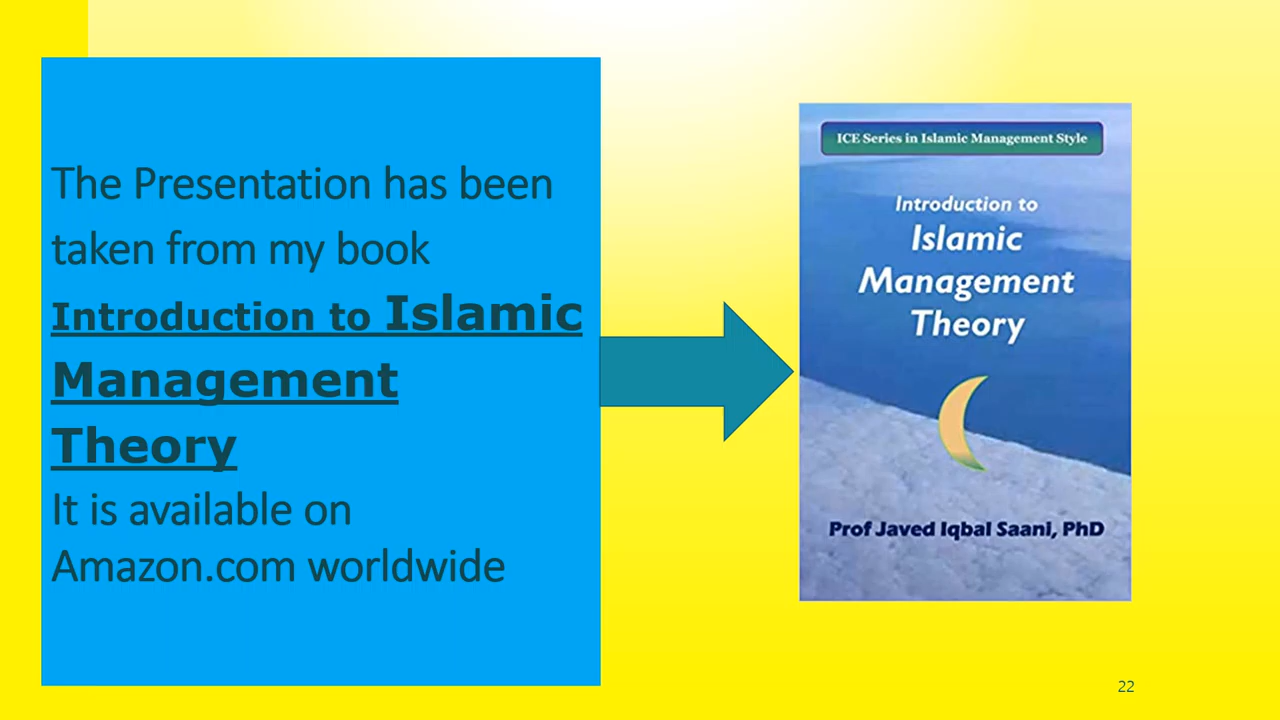 The Presentation has been
taken from my book
Introduction to Islamic
Management
Theory
It is available on
Amazon.com worldwide
ICE Series in Islamic Management Style
Introduction to
Islamic
Management
Theory
Prof Javed Iqbal Saani, PhD
22